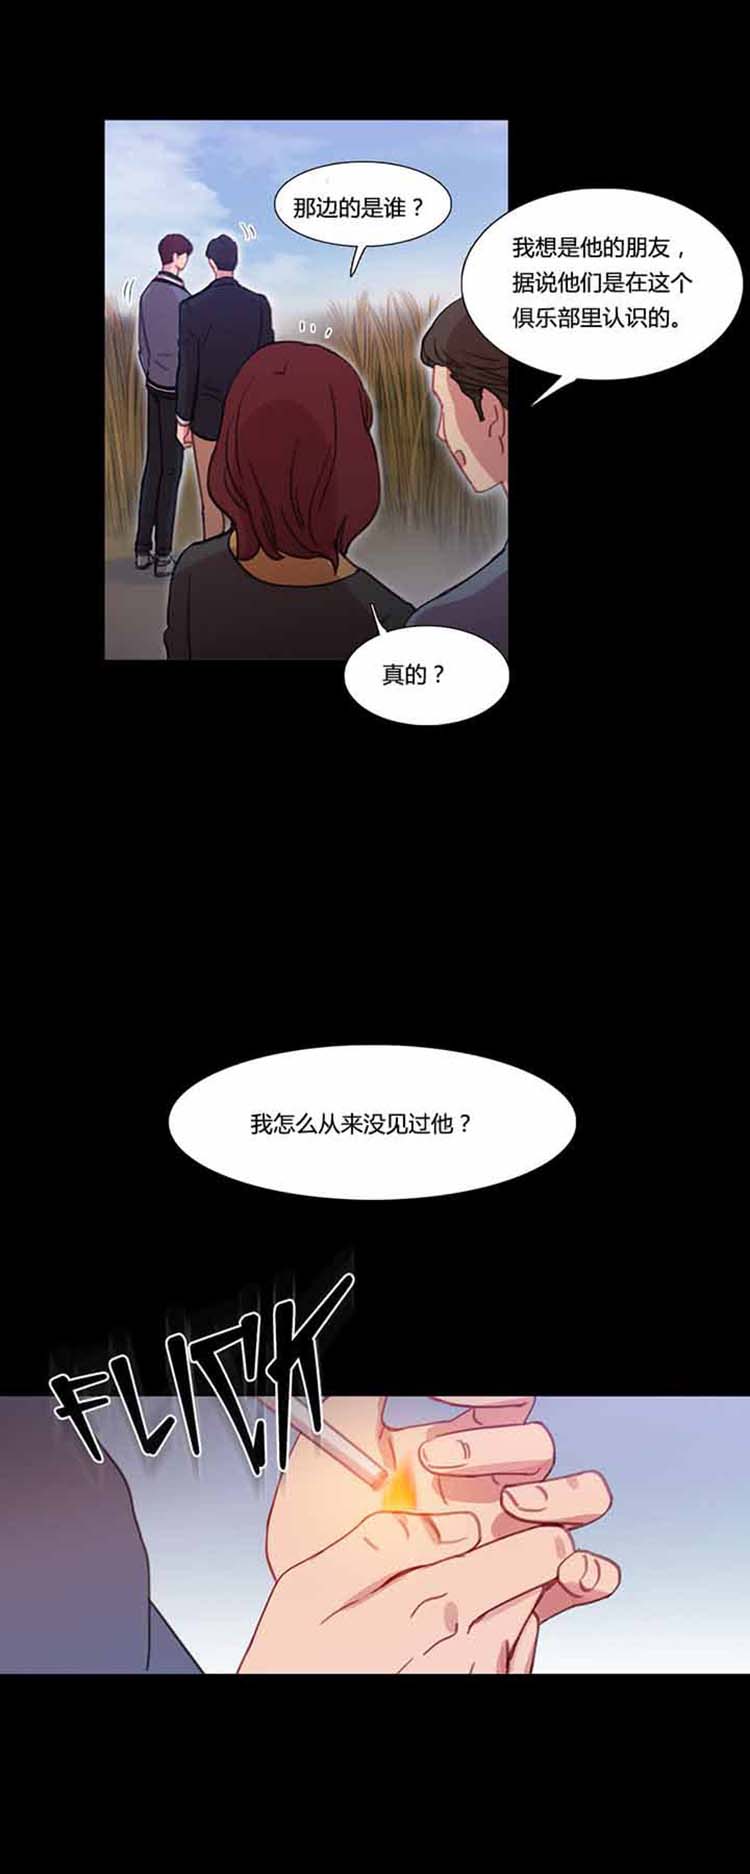 那边的是谁？
我想是他的朋友，
据说他们是在这个
俱乐部里认识的。
真的？
我怎么从来没见过他？
FLICK